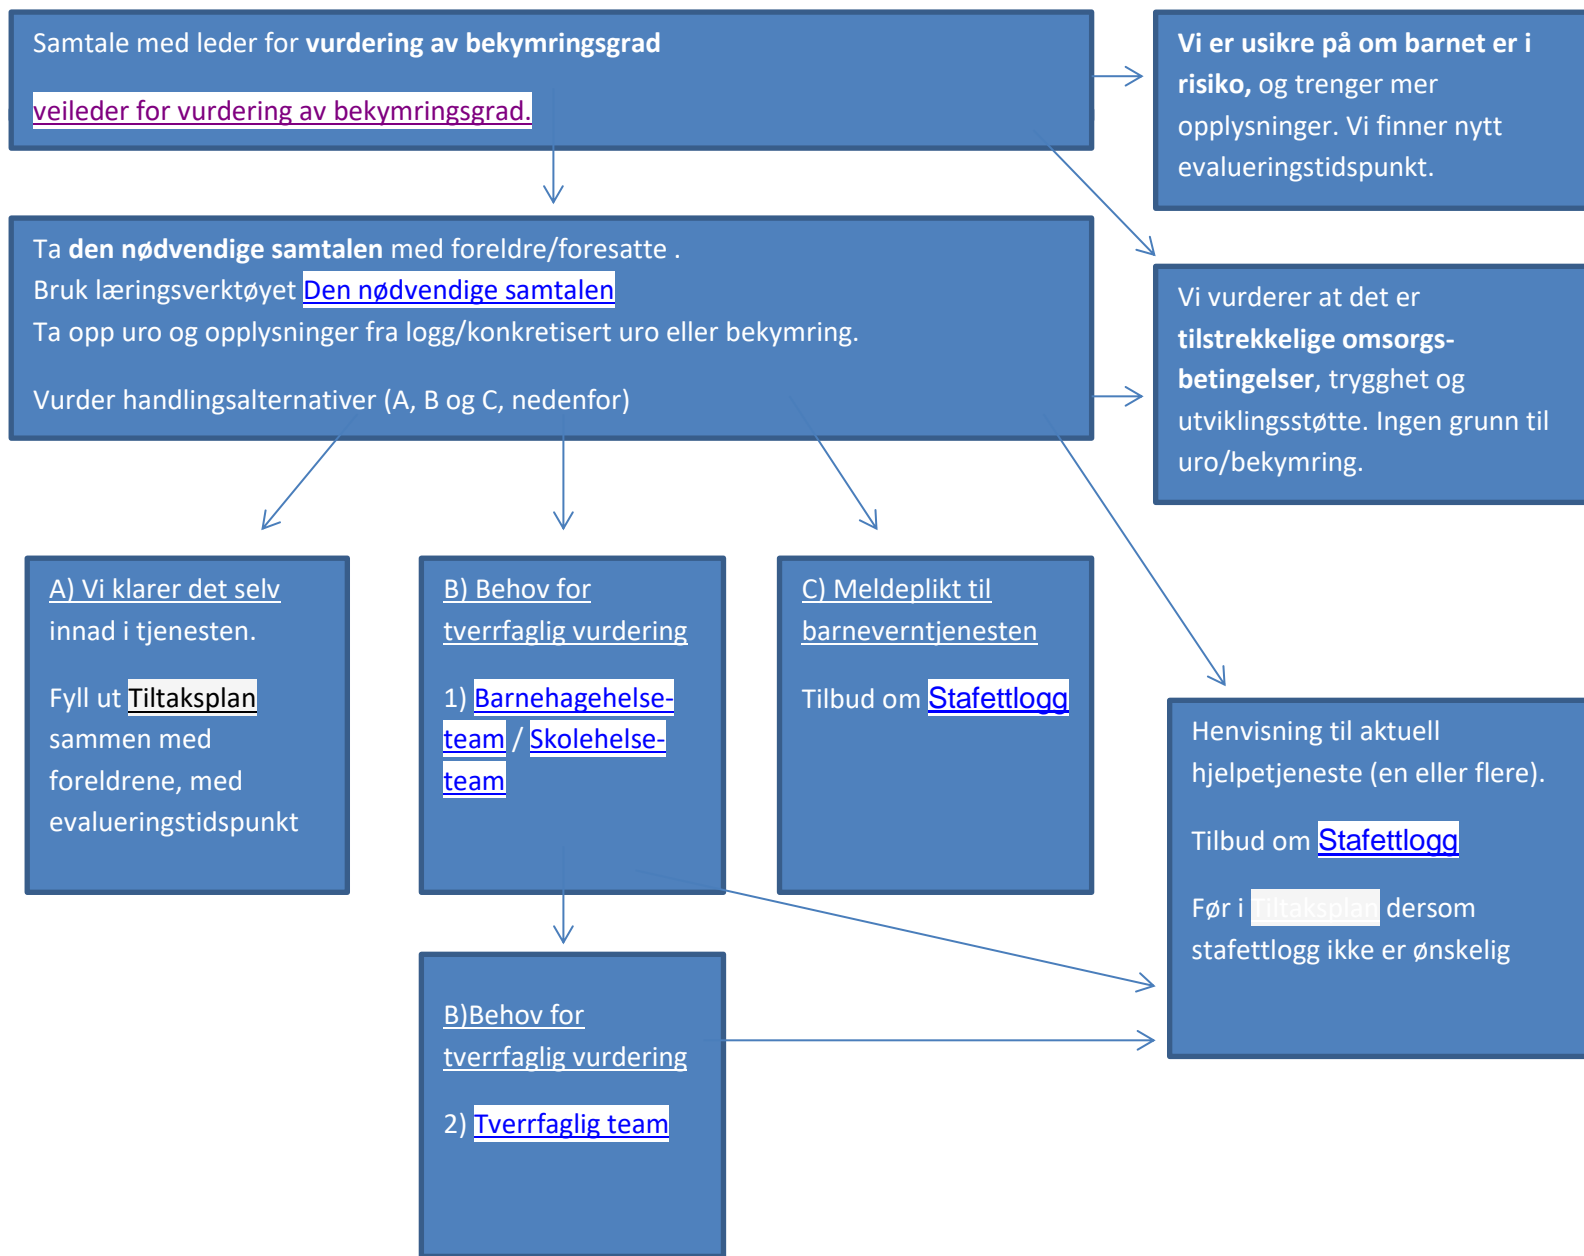 Samtale med leder for vurdering av bekymringsgrad
veileder for vurdering av bekymringsgrad.
Vi er usikre på om barnet er i
risiko, og trenger mer
opplysninger. Vi finner nytt
evalueringstidspunkt.
Ta den nødvendige samtalen med foreldre/foresatte .
Bruk læringsverktøyet Den nødvendige samtalen
Ta opp uro og opplysninger fra logg/konkretisert uro eller bekymring.
Vurder handlingsalternativer (A, B og C, nedenfor)
Vi vurderer at det er
tilstrekkelige omsorgs-
betingelser, trygghet og
utviklingsstøtte. Ingen grunn til
uro/bekymring.
A) Vi klarer det selv
innad i tjenesten.
Fyll ut Tiltaksplan
sammen med
foreldrene, med
evalueringstidspunkt
B) Behov for
tverrfaglig vurdering
1) Barnehagehelse-
team / Skolehelse-
team
C) Meldeplikt til
barneverntjenesten
Tilbud om Stafettlogg
Henvisning til aktuell
hjelpetjeneste (en eller flere).
Tilbud om Stafettlogg
Før i Tiltaksplan dersom
stafettlogg ikke er ønskelig
B)Behov for
tverrfaglig vurdering
2) Tverrfaglig team